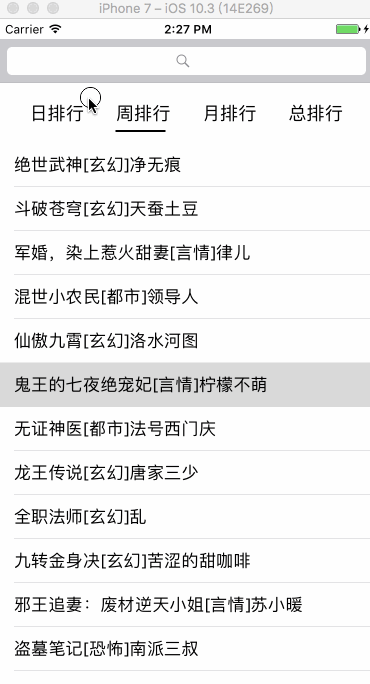 iPhone 7 – iOS 10.3 (14E269)
Carrier 2:27 PM
日排行 周排行 月排行 总排行
绝世武神[玄幻]净无痕
斗破苍穹[玄幻]天蚕土豆
军婚，染上惹火甜妻[言情]律儿
混世小农民[都市]领导人
仙傲九霄[玄幻]洛水河图
鬼王的七夜绝宠妃[言情]柠檬不萌
无证神医[都市]法号西门庆
龙王传说[玄幻]唐家三少
全职法师[玄幻]乱
九转金身决[玄幻]苦涩的甜咖啡
邪王追妻：废材逆天小姐[言情]苏小暖
盗墓笔记[恐怖]南派三叔